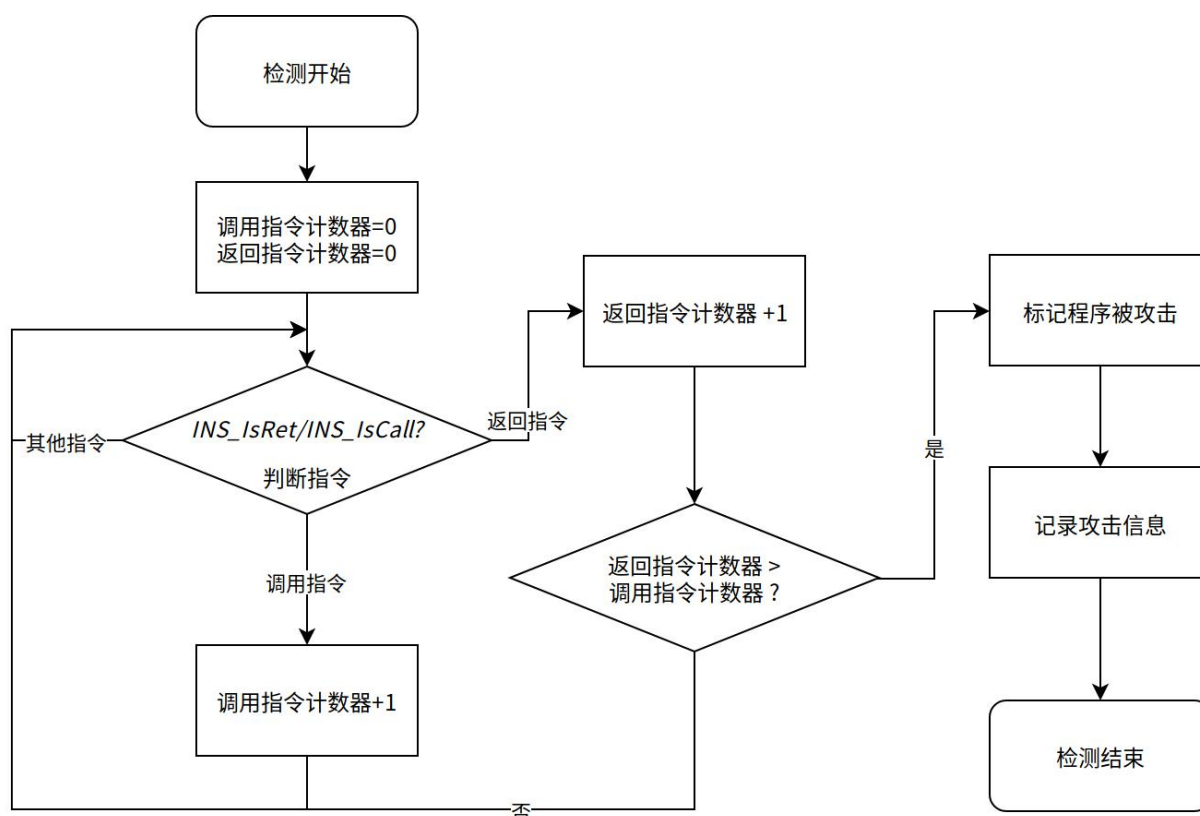 检测开始
调用指令计数器=0
返回指令计数器=0
INS_IsRet/INS_IsCall?
判断指令
其他指令
返回指令
调用指令
调用指令计数器+1
返回指令计数器 +1
返回指令计数器 >
调用指令计数器 ?
否
是
标记程序被攻击
记录攻击信息
检测结束